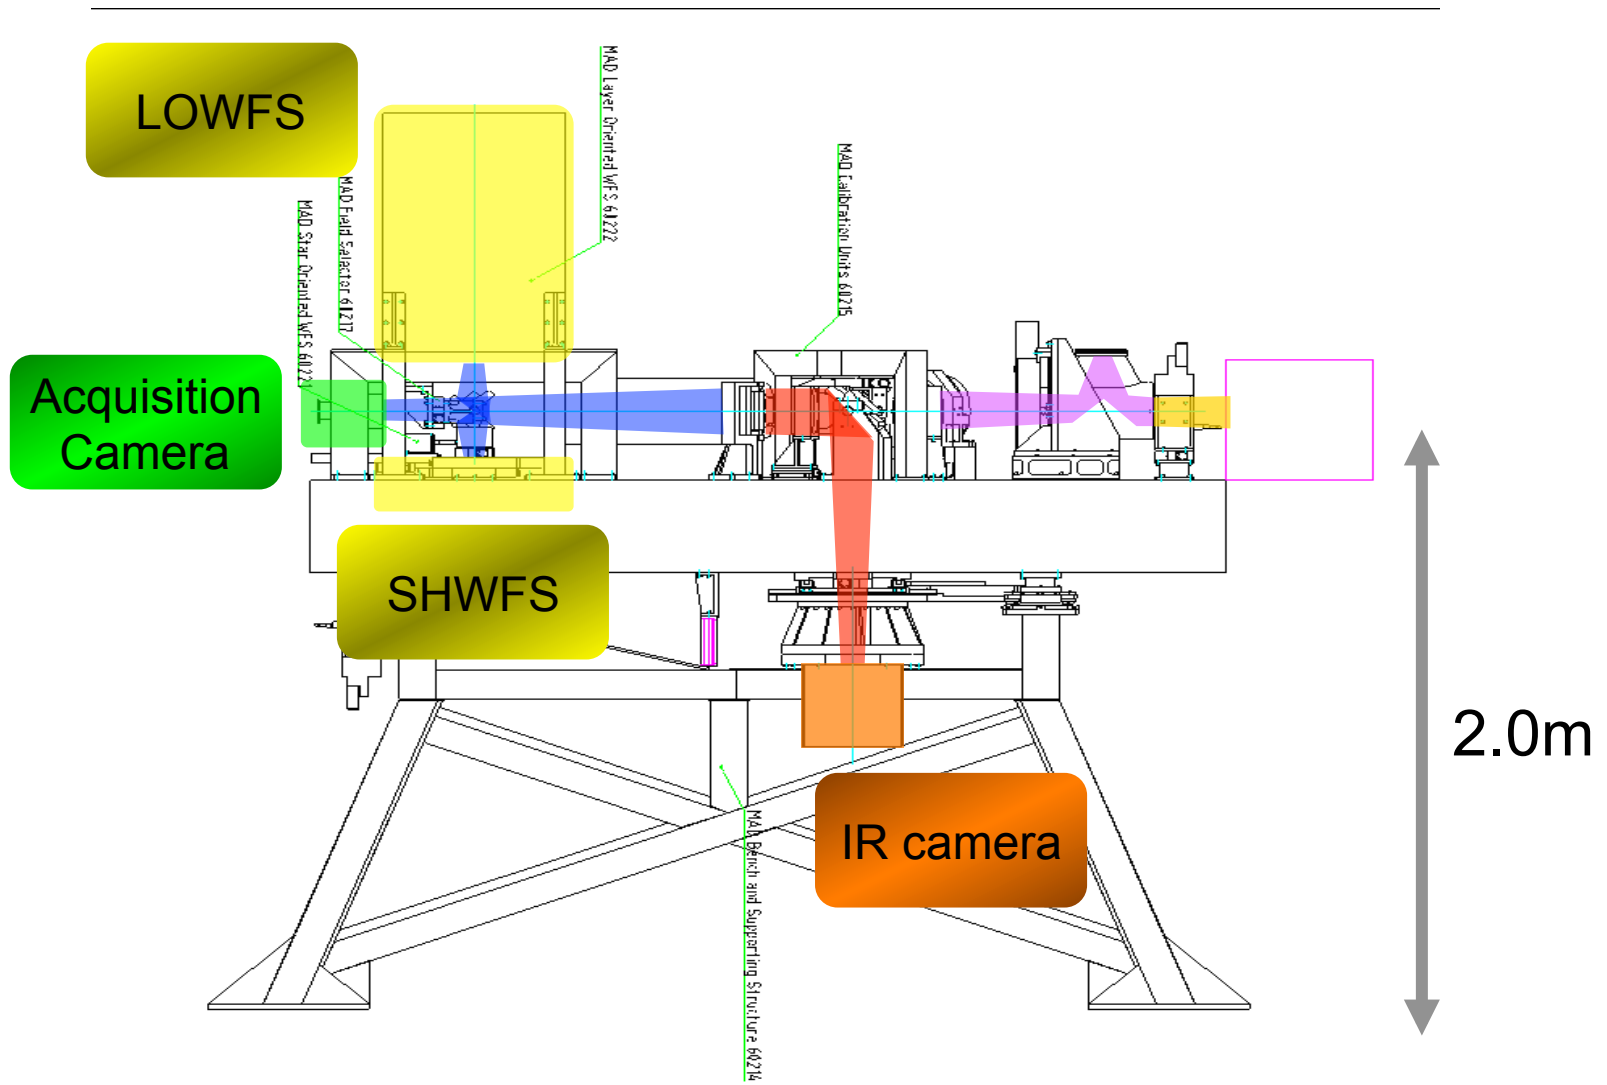 LOWFS
MAD Layer Oriented WFS 60222
MAD Field Selector 60217
MAD Star Oriented WFS 60221
MAD Calibration Units 60215
Acquisition
Camera
SHWFS
2.0m
IR camera
MAD Bench and Supporting Structure 60214